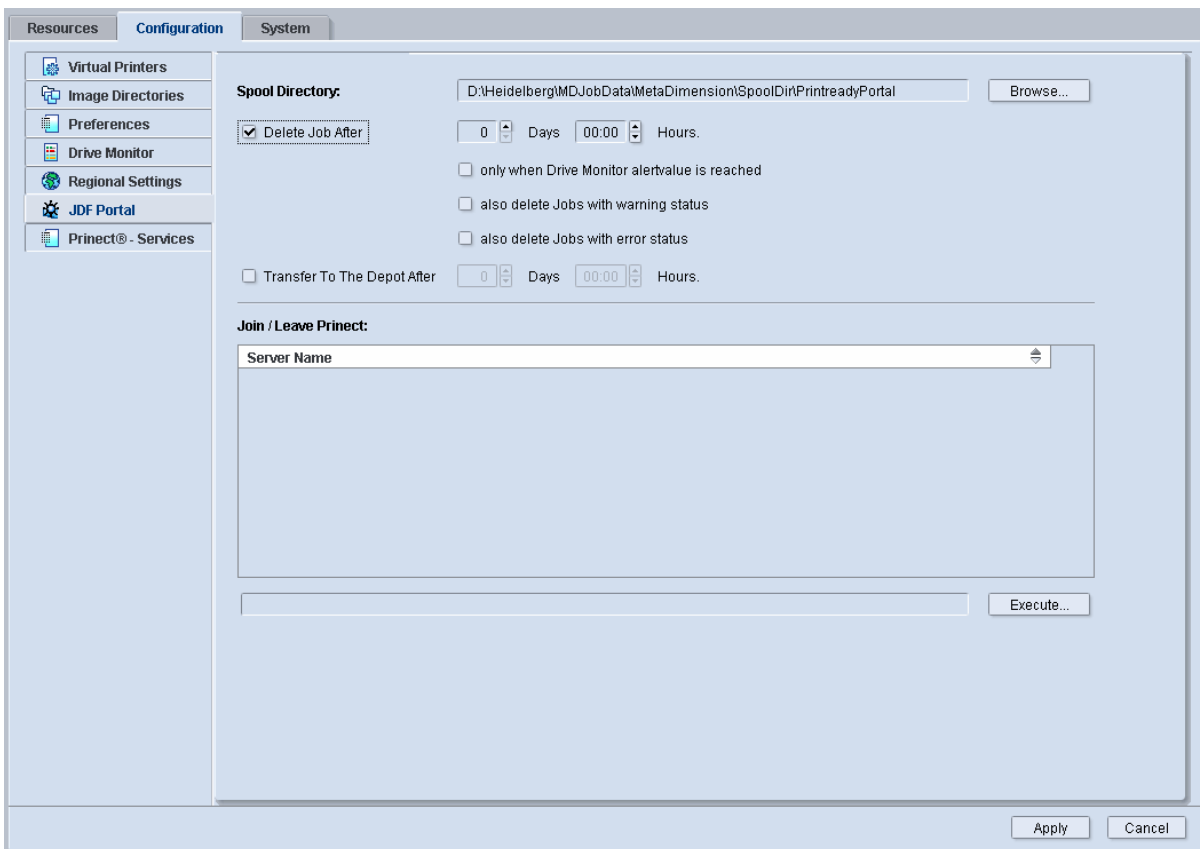 Resources Configuration System
Virtual Printers
Image Directories
Preferences
Drive Monitor
Regional Settings
JDF Portal
Prinect® - Services
Spool Directory: D:\Heidelberg\MDJobData\MetaDimension\SpoolDir\PrintreadyPortal Browse...
Delete Job After 0 Days 00:00 Hours.
only when Drive Monitor alertvalue is reached
also delete Jobs with warning status
also delete Jobs with error status
Transfer To The Depot After 0 Days 00:00 Hours.
Join / Leave Prinect:
Server Name
Execute...
Apply Cancel